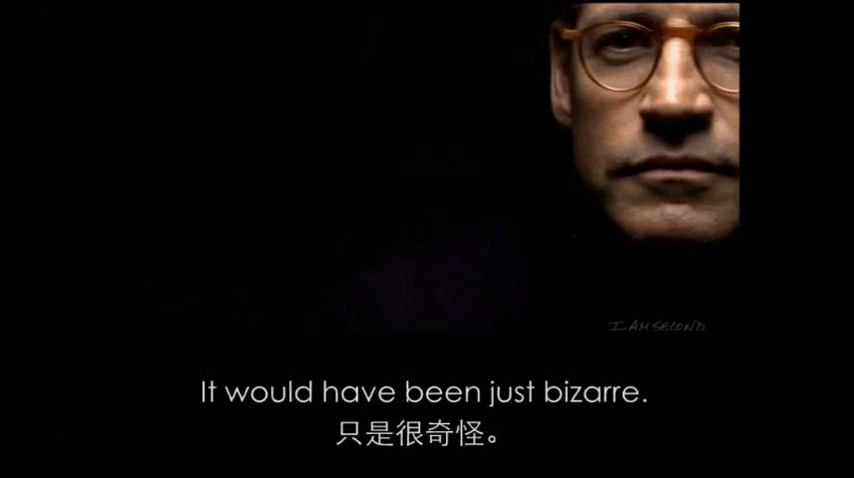 I AM SECOND
It would have been just bizarre.
只是很奇怪。